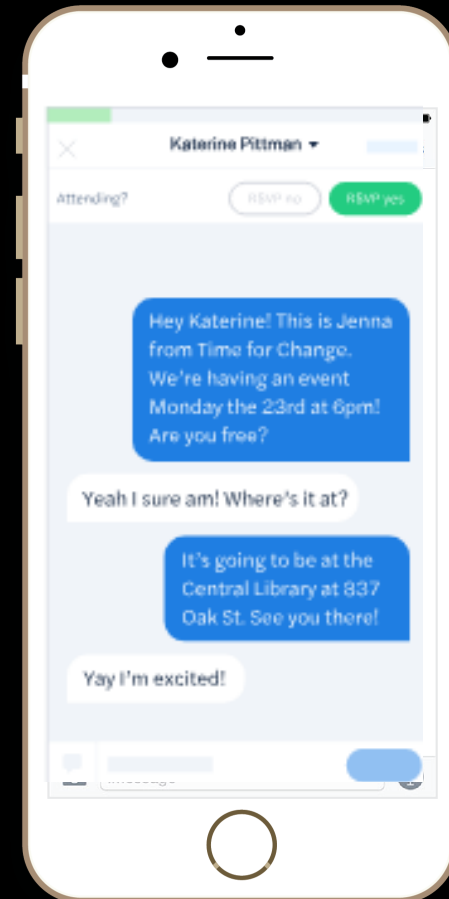 Katerine Pittman
Attending?
RSVP no
RSVP yes
Hey Katerine! This is Jenna
from Time for Change.
We're having an event
Monday the 23rd at 6pm!
Are you free?
Yeah I sure am! Where's it at?
It's going to be at the
Central Library at 837
Oak St. See you there!
Yay I'm excited!